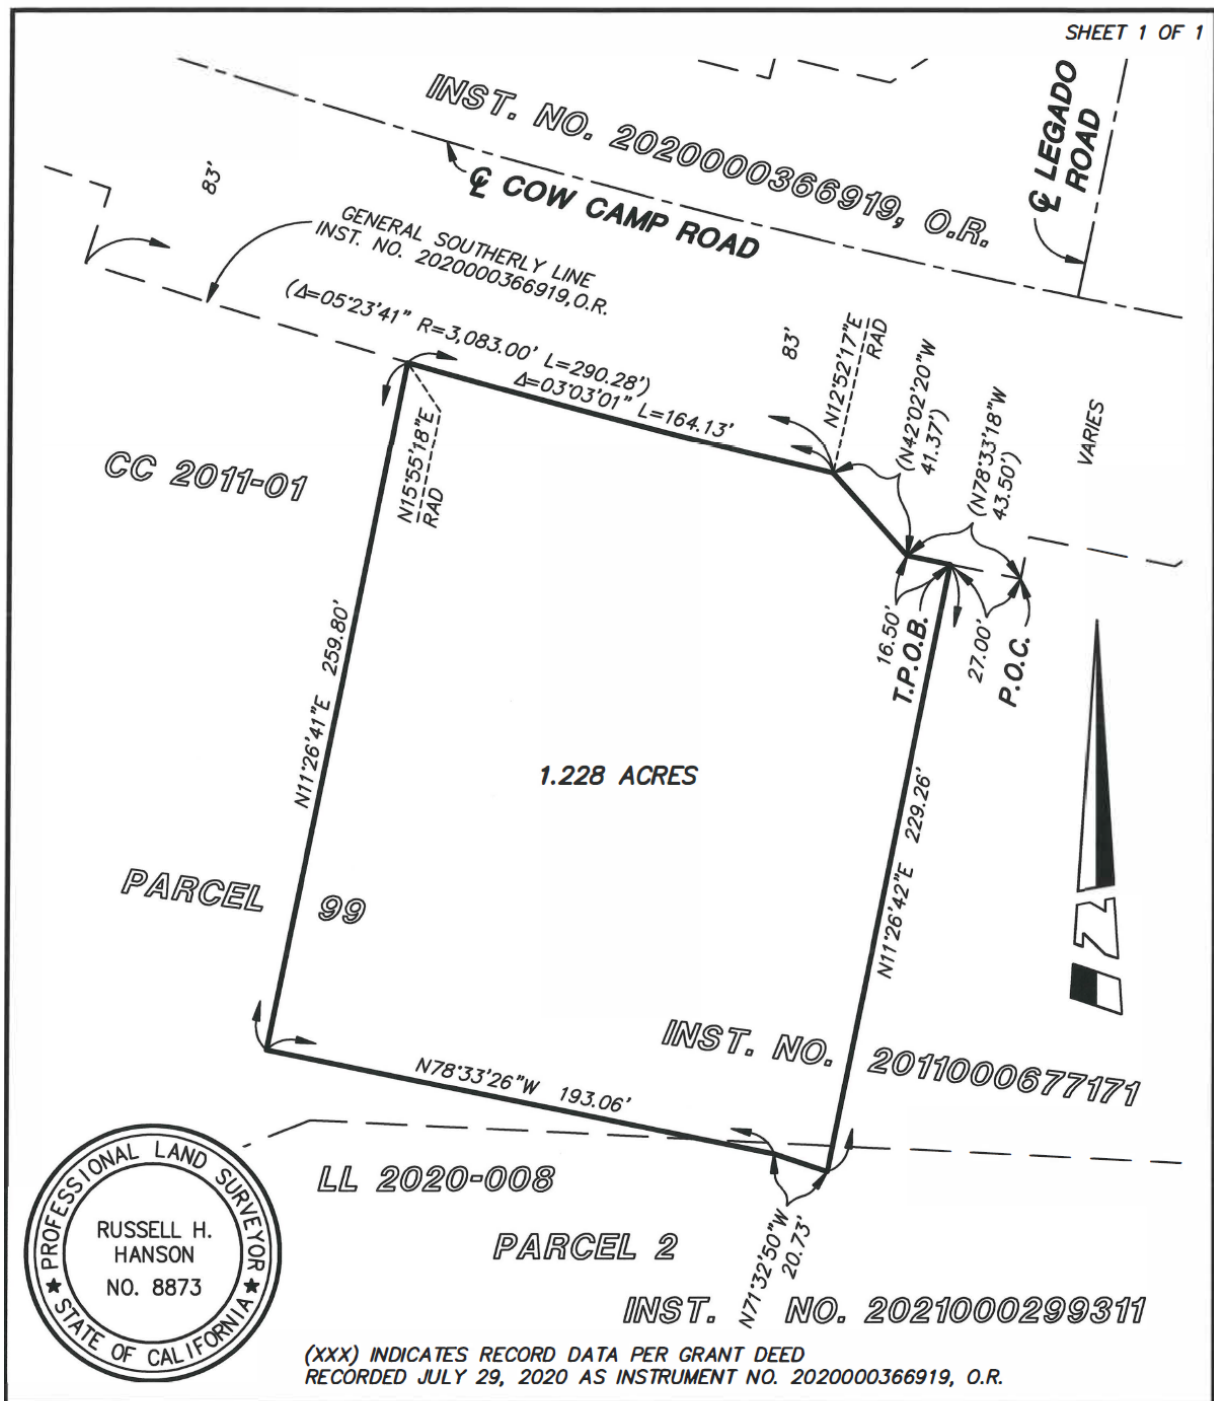 SHEET 1 OF 1
INST. NO. 2020000366919, O.R.
℄ LEGADO
ROAD
℄ COW CAMP ROAD
83'
GENERAL SOUTHERLY LINE
INST. NO. 2020000366919,O.R.
(Δ=05°23'41" R=3,083.00' L=290.28')
Δ=03°03'01" L=164.13'
83'
N12°52'17"E
RAD
(N42°02'20"W
41.37')
(N78°33'18"W
43.50')
VARIES
N15°55'18"E
RAD
CC 2011-01
16.50'
T.P.O.B.
27.00'
P.O.C.
N11°26'41"E 259.80'
1.228 ACRES
N11°26'42"E 229.26'
PARCEL 99
N
INST. NO. 2011000677171
N78°33'26"W 193.06'
LL 2020-008
PARCEL 2
N71°32'50"W
20.73'
INST. NO. 2021000299311
PROFESSIONAL LAND SURVEYOR
RUSSELL H.
HANSON
NO. 8873
STATE OF CALIFORNIA
(XXX) INDICATES RECORD DATA PER GRANT DEED
RECORDED JULY 29, 2020 AS INSTRUMENT NO. 2020000366919, O.R.